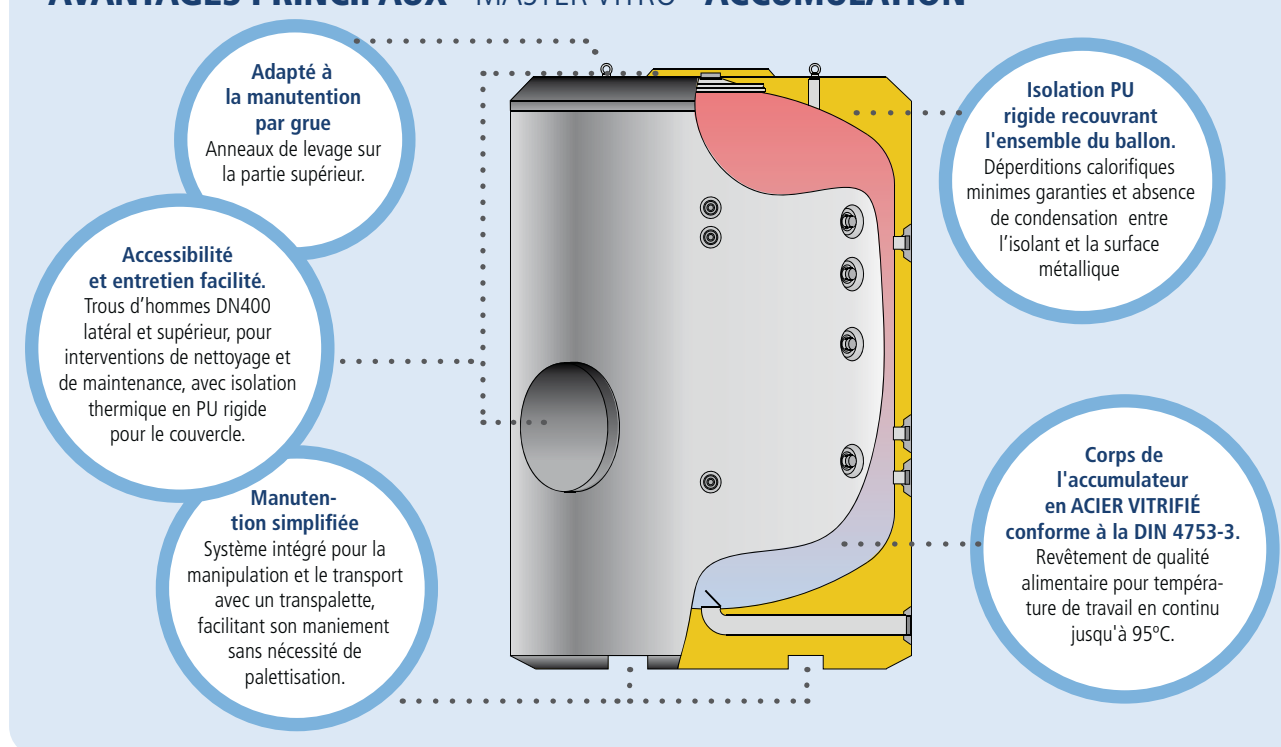 AVANTAGES PRINCIPAUX "MASTER VITRO" ACCUMULATION
Adapté à
la manutention
par grue
Anneaux de levage sur
la partie supérieur.
Accessibilité
et entretien facilité.
Trous d’hommes DN400
latéral et supérieur, pour
interventions de nettoyage et
de maintenance, avec isolation
thermique en PU rigide
pour le couvercle.
Manuten-
tion simplifiée
Système intégré pour la
manipulation et le transport
avec un transpalette,
facilitant son maniement
sans nécessité de
palettisation.
Isolation PU
rigide recouvrant
l'ensemble du ballon.
Déperditions calorifiques
minimes garanties et absence
de condensation entre
l’isolant et la surface
métallique
Corps de
l'accumulateur
en ACIER VITRIFIÉ
conforme à la DIN 4753-3.
Revêtement de qualité
alimentaire pour tempéra-
ture de travail en continu
jusqu'à 95ºC.